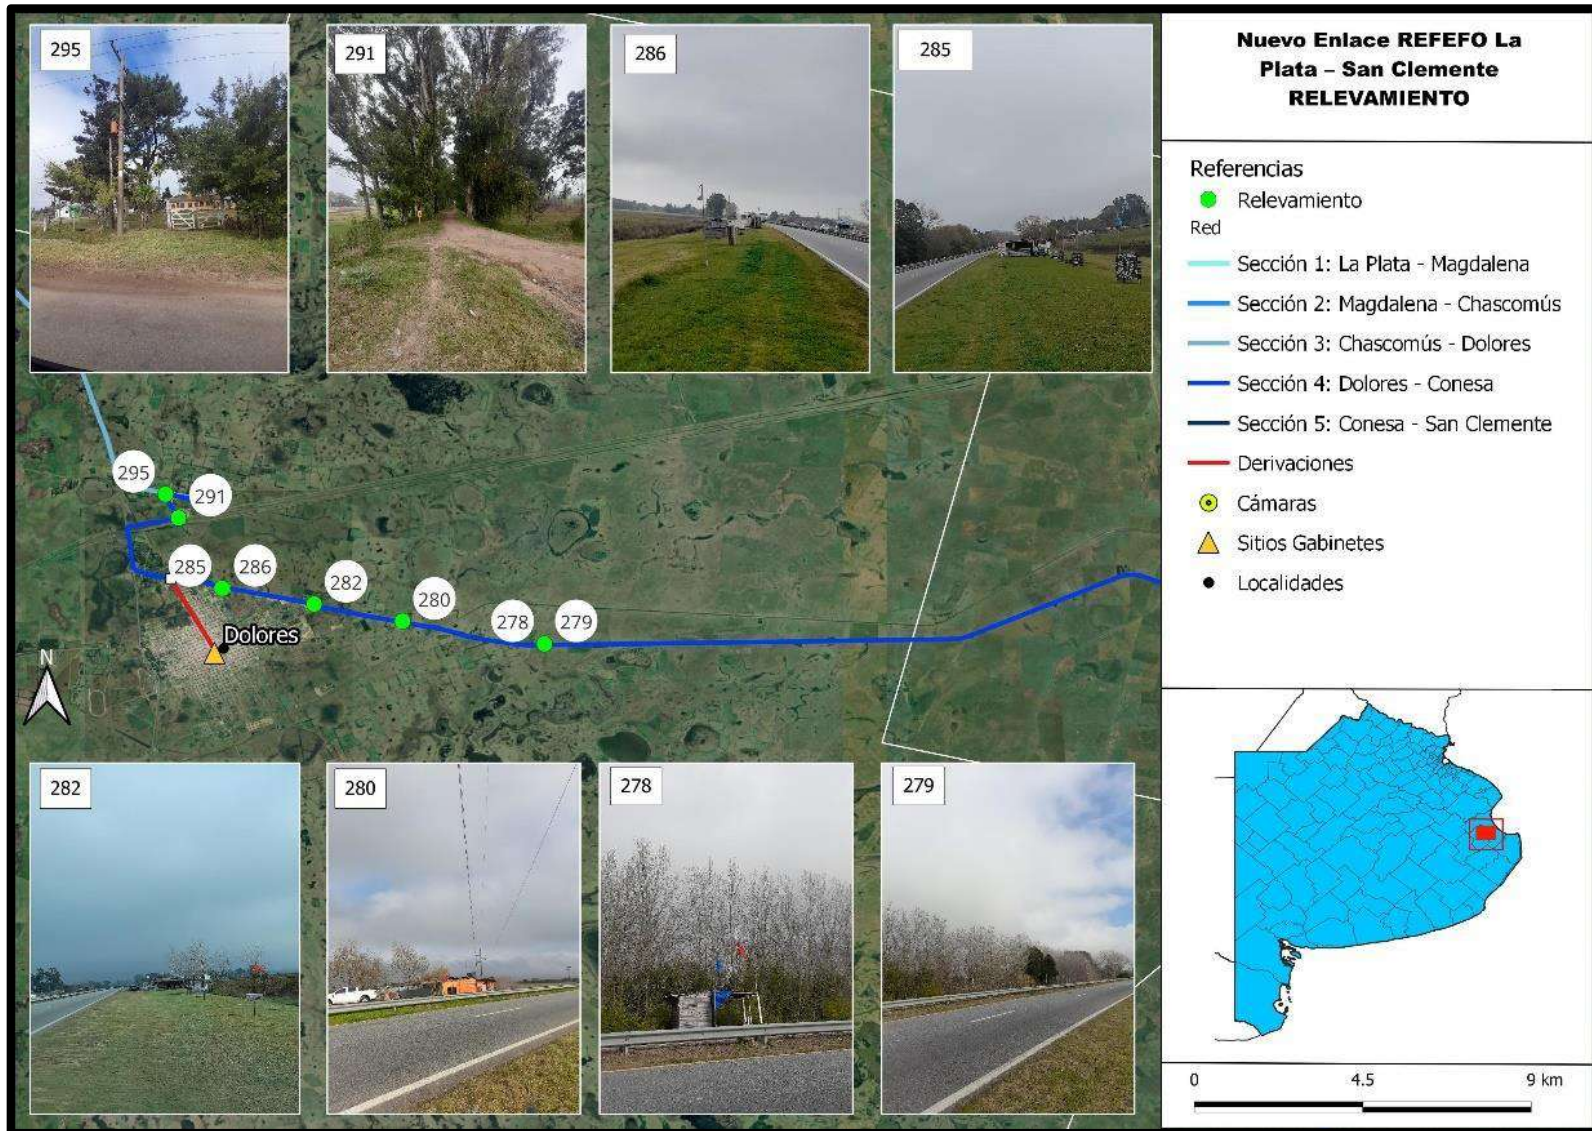 295
291
286
285
Nuevo Enlace REFEFO La
Plata – San Clemente
RELEVAMIENTO
Referencias
Relevamiento
Red
Sección 1: La Plata - Magdalena
Sección 2: Magdalena - Chascomús
Sección 3: Chascomús - Dolores
Sección 4: Dolores - Conesa
Sección 5: Conesa - San Clemente
Derivaciones
Cámaras
Sitios Gabinetes
Localidades
295
291
285
286
282
280
278
279
Dolores
N
282
280
278
279
0
4.5
9 km